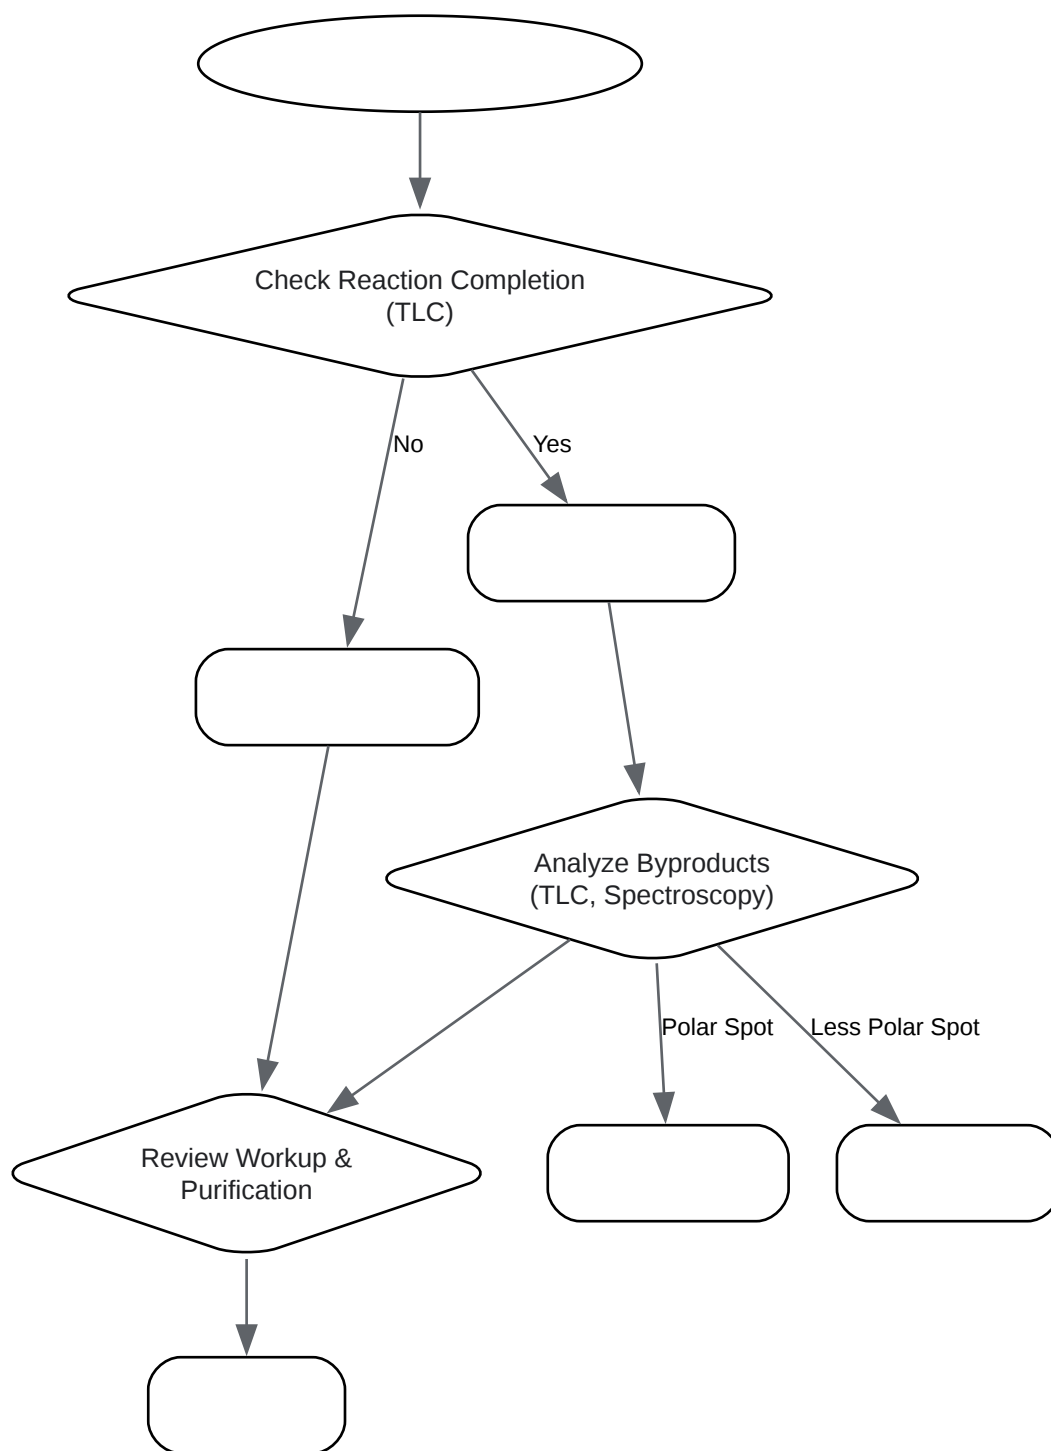 Check Reaction Completion
(TLC)
No
Yes
Analyze Byproducts
(TLC, Spectroscopy)
Polar Spot
Less Polar Spot
Review Workup &
Purification